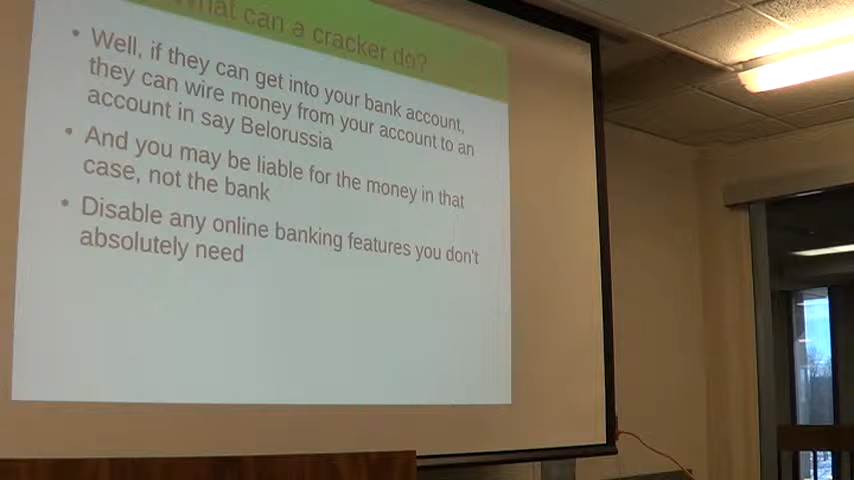 What can a cracker do?
• Well, if they can get into your bank account,
they can wire money from your account to an
account in say Belorussia
• And you may be liable for the money in that
case, not the bank
• Disable any online banking features you don't
absolutely need